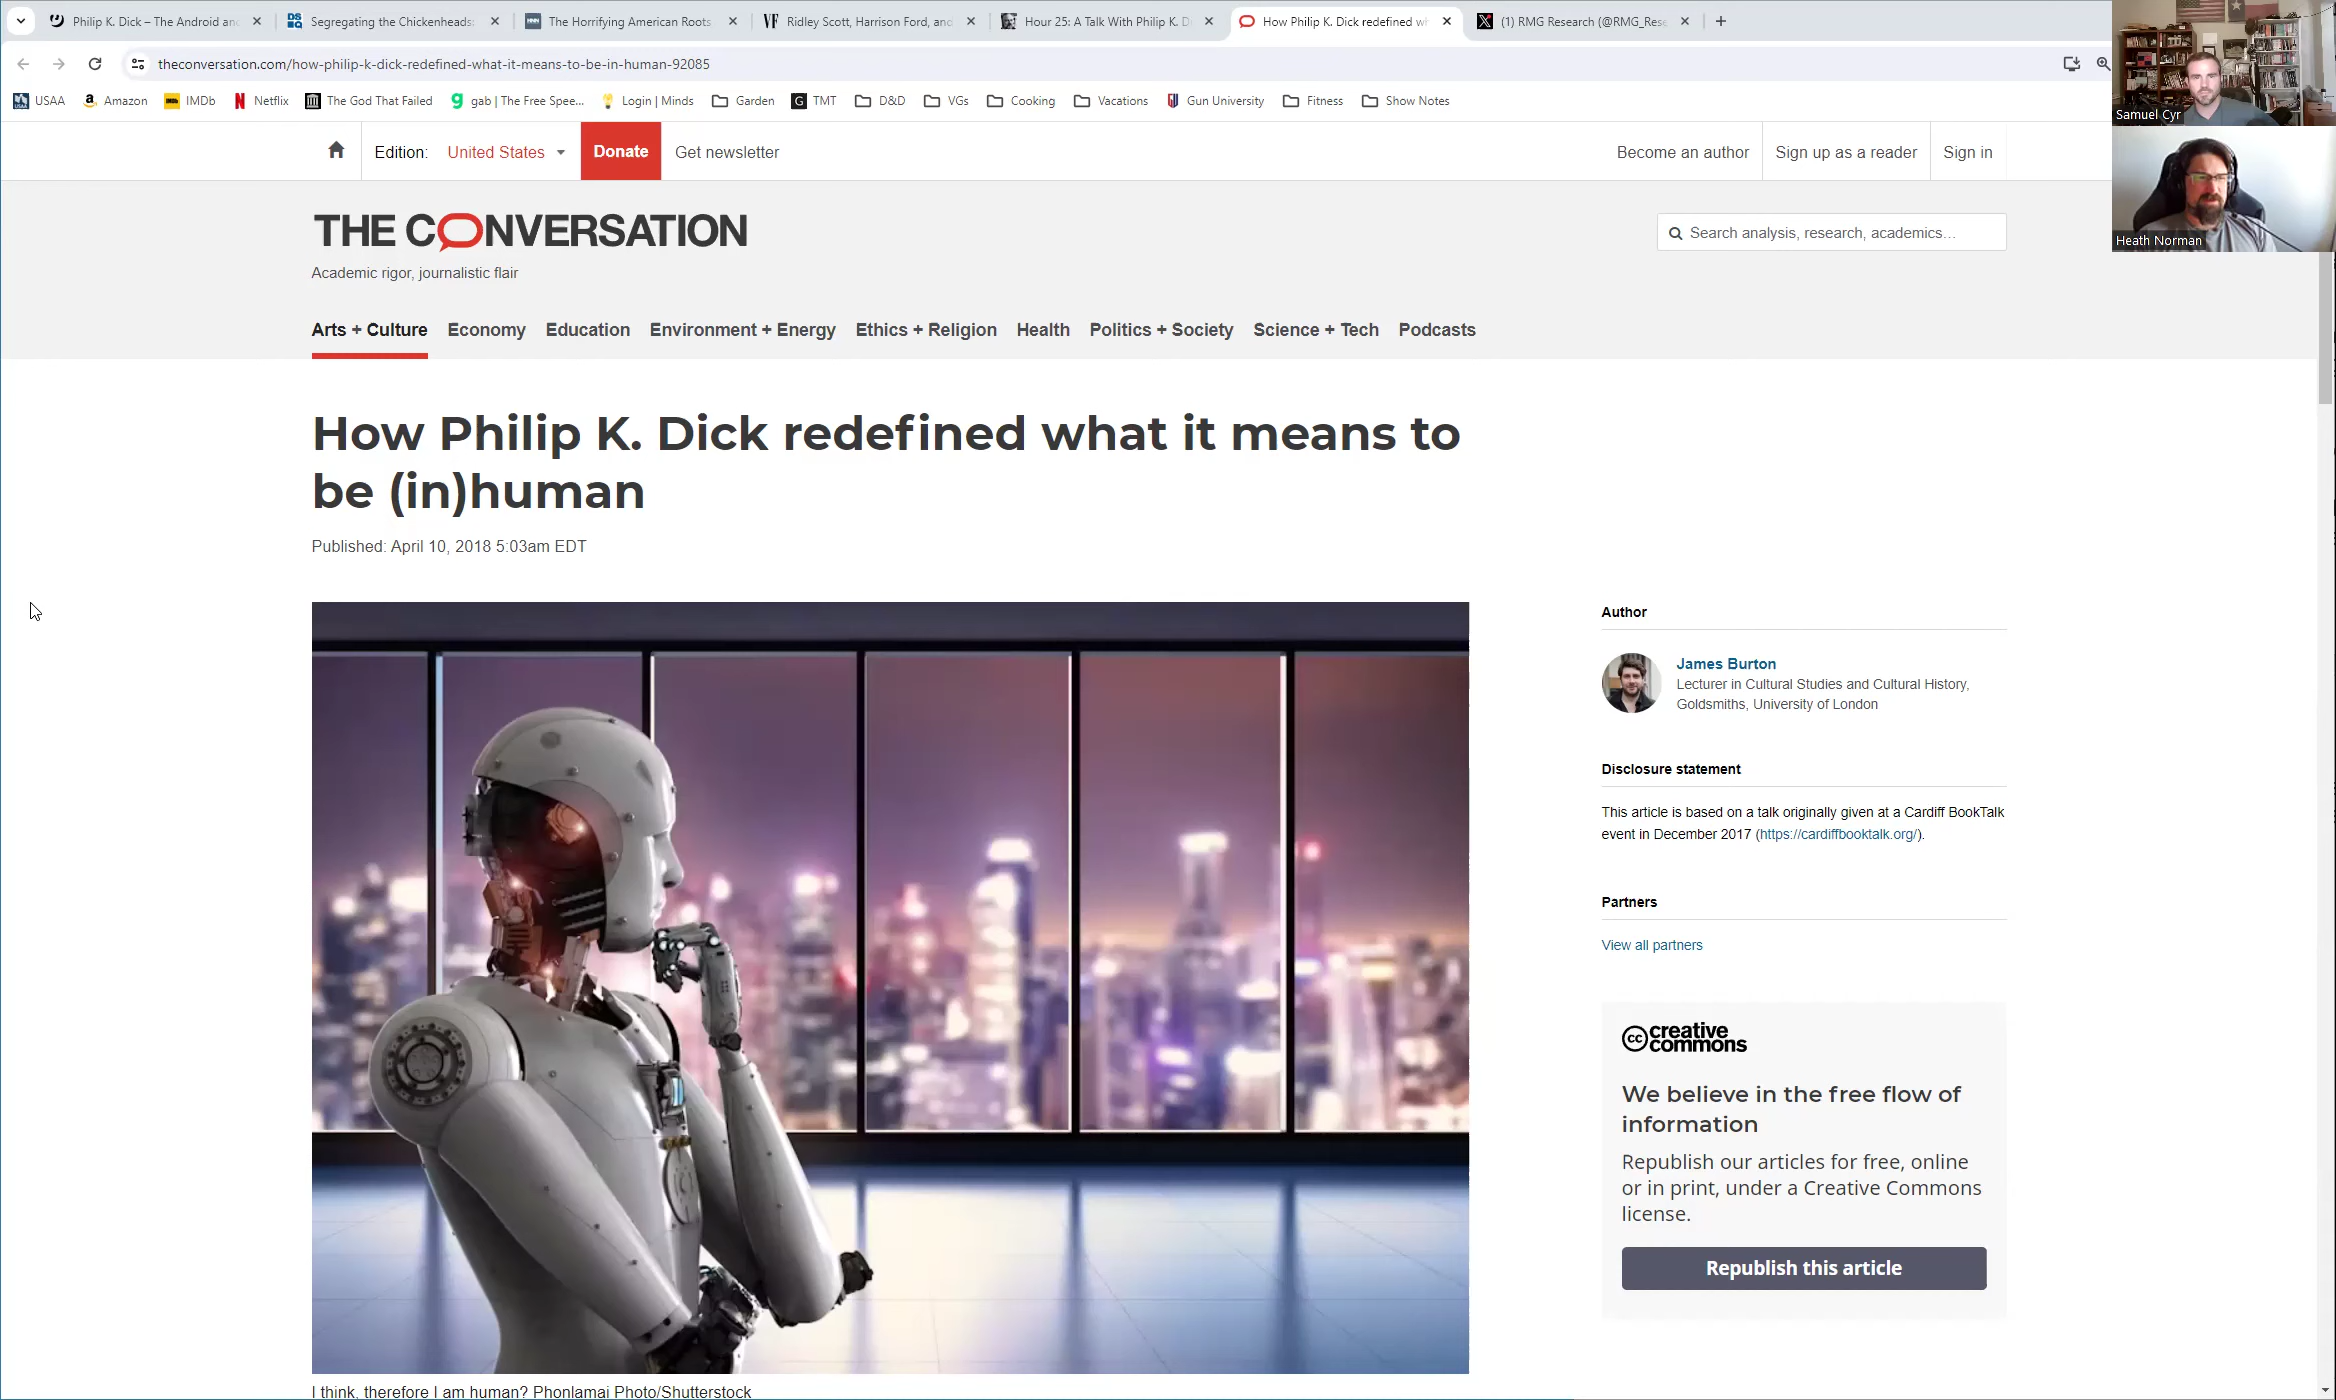 Philip K. Dick – The Android an
Segregating the Chickenheads:
The Horrifying American Roots
Ridley Scott, Harrison Ford, and
Hour 25: A Talk With Philip K. D
How Philip K. Dick redefined wh
(1) RMG Research (@RMG_Rese
theconversation.com/how-philip-k-dick-redefined-what-it-means-to-be-in-human-92085
USAA
Amazon
IMDb
Netflix
The God That Failed
gab | The Free Spee...
Login | Minds
Garden
TMT
D&D
VGs
Cooking
Vacations
Gun University
Fitness
Show Notes
Samuel Cyr
Heath Norman
Edition: United States
Donate
Get newsletter
Become an author
Sign up as a reader
Sign in
THE CONVERSATION
Academic rigor, journalistic flair
Search analysis, research, academics…
Arts + Culture
Economy
Education
Environment + Energy
Ethics + Religion
Health
Politics + Society
Science + Tech
Podcasts
How Philip K. Dick redefined what it means to
be (in)human
Published: April 10, 2018 5:03am EDT
I think, therefore I am human? Phonlamai Photo/Shutterstock
Author
James Burton
Lecturer in Cultural Studies and Cultural History,
Goldsmiths, University of London
Disclosure statement
This article is based on a talk originally given at a Cardiff BookTalk
event in December 2017 (https://cardiffbooktalk.org/).
Partners
View all partners
cc creative
commons
We believe in the free flow of
information
Republish our articles for free, online
or in print, under a Creative Commons
license.
Republish this article